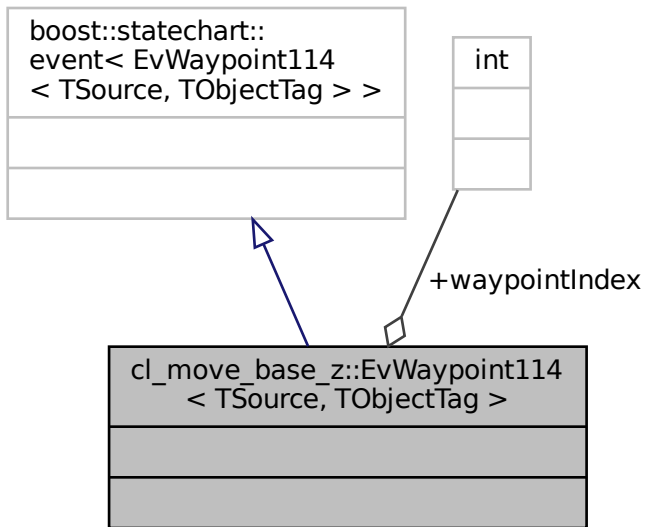 boost::statechart::
event< EvWaypoint114
< TSource, TObjectTag > >
int
+waypointIndex
cl_move_base_z::EvWaypoint114
< TSource, TObjectTag >